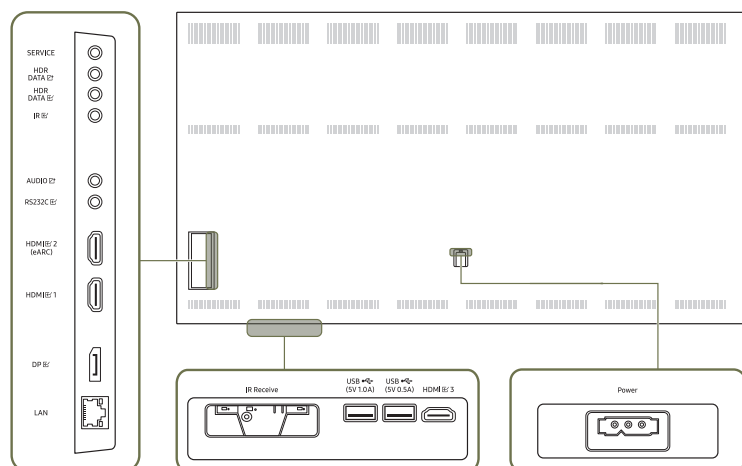 SERVICE
HDR
DATA
HDR
DATA
IR
AUDIO
RS232C
HDMI 2
(eARC)
HDMI 1
DP
LAN
IR Receive
USB
(5V 1.0A)
USB
(5V 0.5A)
HDMI 3
Power